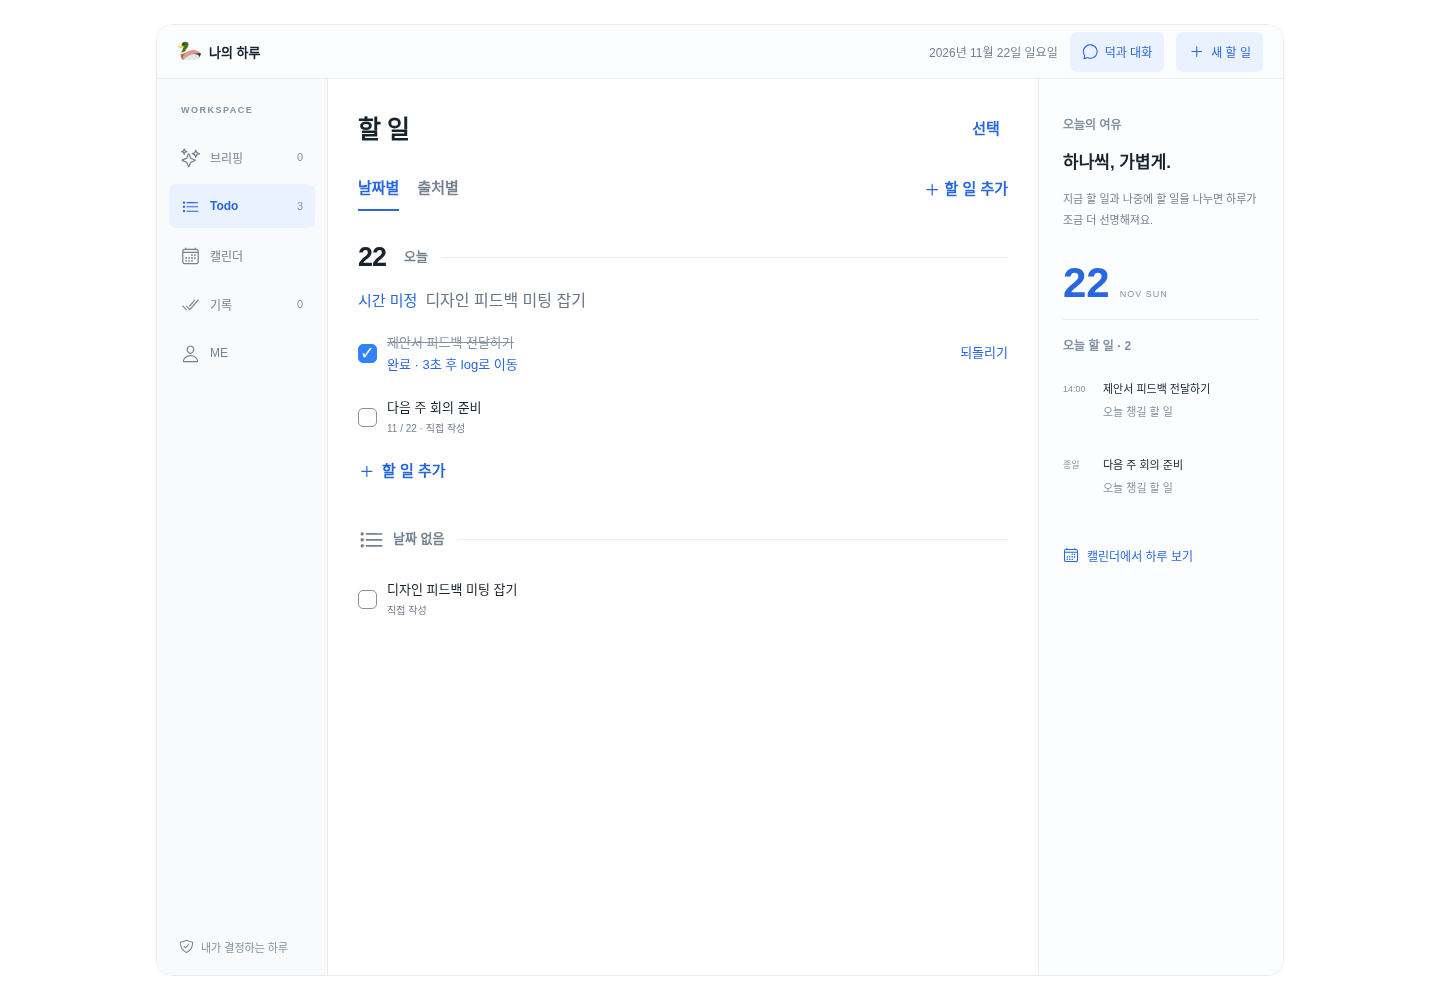 나의 하루
2026년 11월 22일 일요일
덕과 대화
새 할 일
WORKSPACE
브리핑 0
Todo 3
캘린더
기록 0
ME
내가 결정하는 하루
할 일
선택
날짜별 출처별
할 일 추가
22 오늘
시간 미정 디자인 피드백 미팅 잡기
제안서 피드백 전달하기
완료 · 3초 후 log로 이동
되돌리기
다음 주 회의 준비
11 / 22 · 직접 작성
할 일 추가
날짜 없음
디자인 피드백 미팅 잡기
직접 작성
오늘의 여유
하나씩, 가볍게.
지금 할 일과 나중에 할 일을 나누면 하루가
조금 더 선명해져요.
22 NOV SUN
오늘 할 일 · 2
14:00 제안서 피드백 전달하기
오늘 챙길 할 일
종일 다음 주 회의 준비
오늘 챙길 할 일
캘린더에서 하루 보기